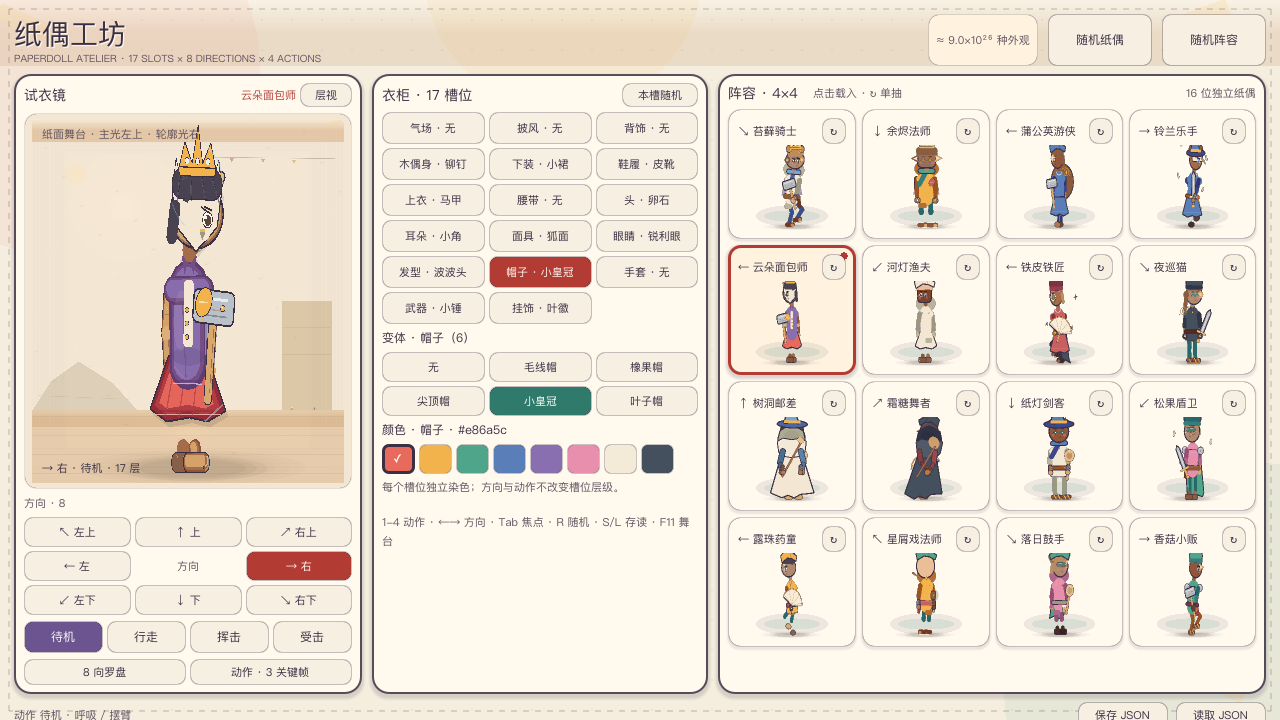 纸偶工坊
PAPERDOLL ATELIER · 17 SLOTS × 8 DIRECTIONS × 4 ACTIONS
≈ 9.0×10²⁶ 种外观
随机纸偶
随机阵容
试衣镜
云朵面包师
层视
纸面舞台 · 主光左上 · 轮廓光右
→ 右 · 待机 · 17 层
方向 · 8
↖ 左上
↑ 上
↗ 右上
← 左
方向
→ 右
↙ 左下
↓ 下
↘ 右下
待机
行走
挥击
受击
8 向罗盘
动作 · 3 关键帧
衣柜 · 17 槽位
本槽随机
气场 · 无
披风 · 无
背饰 · 无
木偶身 · 铆钉
下装 · 小裙
鞋履 · 皮靴
上衣 · 马甲
腰带 · 无
头 · 卵石
耳朵 · 小角
面具 · 狐面
眼睛 · 锐利眼
发型 · 波波头
帽子 · 小皇冠
手套 · 无
武器 · 小锤
挂饰 · 叶徽
变体 · 帽子（6）
无
毛线帽
橡果帽
尖顶帽
小皇冠
叶子帽
颜色 · 帽子 · #e86a5c
✓
每个槽位独立染色；方向与动作不改变槽位层级。
1–4 动作 · ←→ 方向 · Tab 焦点 · R 随机 · S/L 存读 · F11 舞
台
阵容 · 4×4
点击载入 · ↻ 单抽
16 位独立纸偶
↘ 苔藓骑士 ↻
↓ 余烬法师 ↻
← 蒲公英游侠 ↻
→ 铃兰乐手 ↻
← 云朵面包师 ↻
↙ 河灯渔夫 ↻
← 铁皮铁匠 ↻
↘ 夜巡猫 ↻
↑ 树洞邮差 ↻
↗ 霜糖舞者 ↻
↓ 纸灯剑客 ↻
↙ 松果盾卫 ↻
← 露珠药童 ↻
↖ 星屑戏法师 ↻
↘ 落日鼓手 ↻
→ 香菇小贩 ↻
动作 待机 · 呼吸 / 摆臂
保存 JSON
读取 JSON